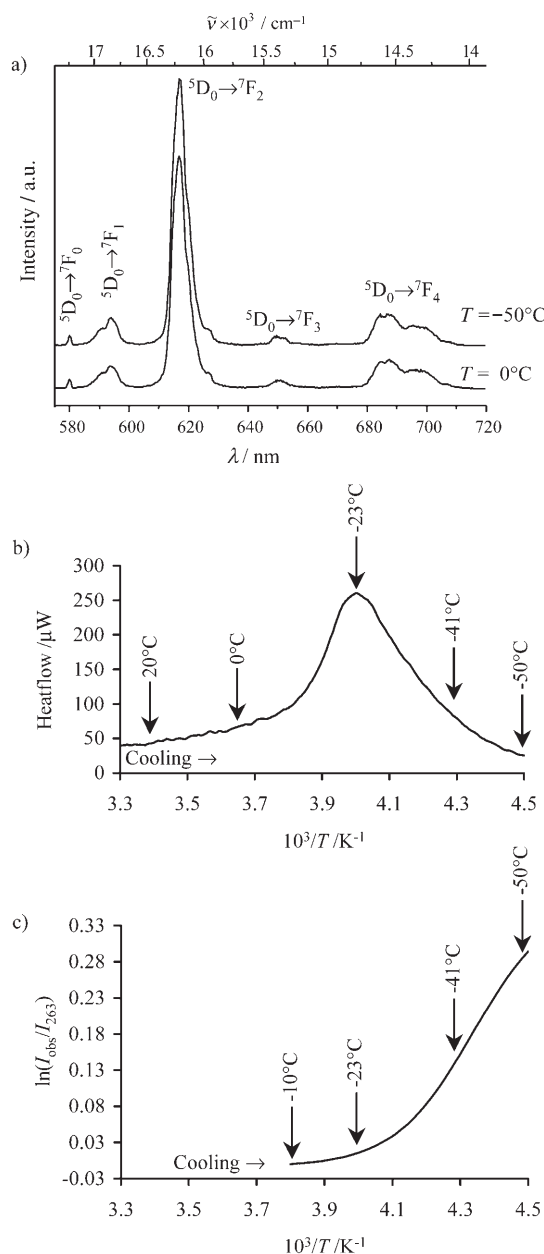 ν̃ ×10³ / cm⁻¹
17 16.5 16 15.5 15 14.5 14
a)
⁵D₀→⁷F₂
⁵D₀→⁷F₀
⁵D₀→⁷F₁
⁵D₀→⁷F₃
⁵D₀→⁷F₄
T = −50°C
T = 0°C
Intensity / a.u.
580 600 620 640 660 680 700 720
λ / nm
b)
-23°C
20°C
0°C
-41°C
-50°C
300
250
200
150
100
50
0
Heatflow /µW
Cooling →
3.3 3.5 3.7 3.9 4.1 4.3 4.5
10³/T /K⁻¹
c)
-50°C
-41°C
-23°C
-10°C
0.33
0.28
0.23
0.18
0.13
0.08
0.03
-0.03
ln(I_obs/I₂₆₃)
Cooling →
3.3 3.5 3.7 3.9 4.1 4.3 4.5
10³/T /K⁻¹